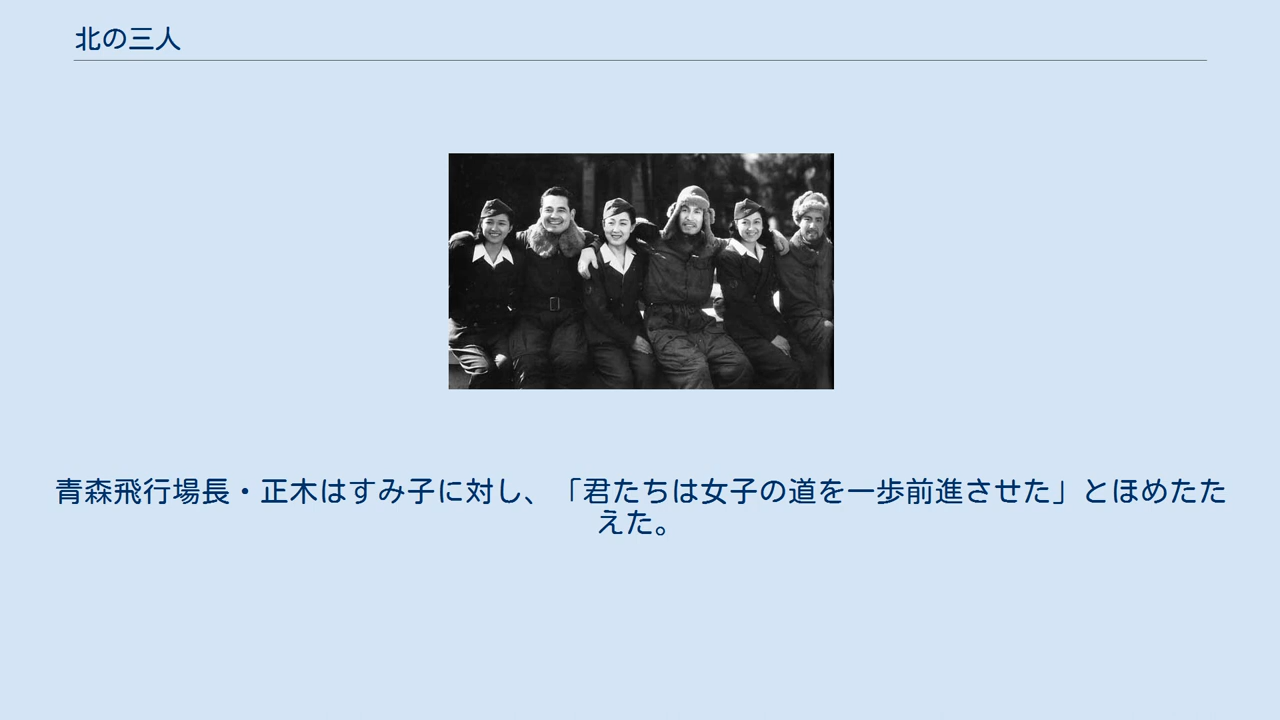 北の三人
青森飛行場長・正木はすみ子に対し、「君たちは女子の道を一歩前進させた」とほめたた
えた。